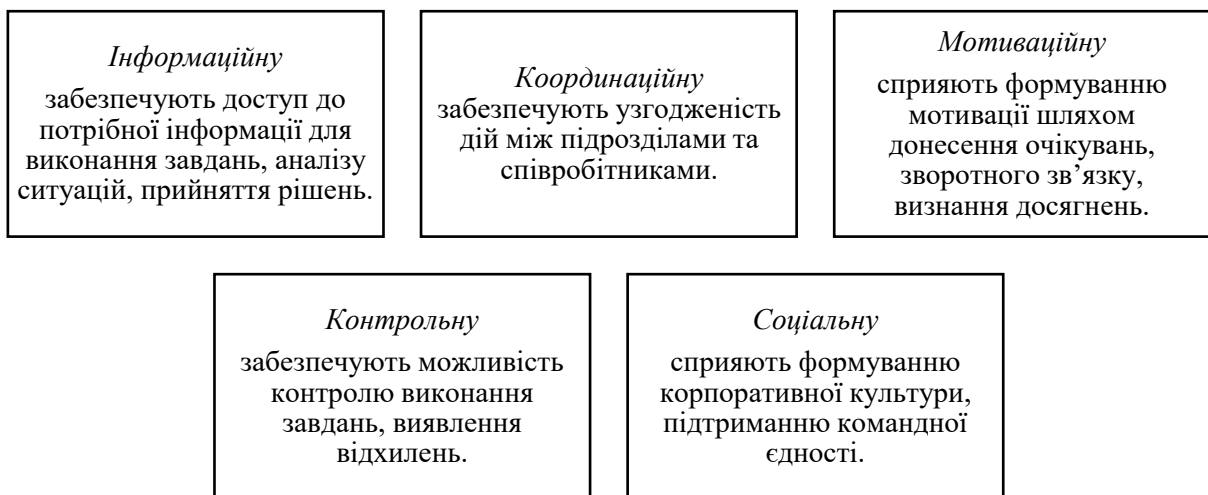 Інформаційну
забезпечують доступ до
потрібної інформації для
виконання завдань, аналізу
ситуацій, прийняття рішень.
Координаційну
забезпечують узгодженість
дій між підрозділами та
співробітниками.
Мотиваційну
сприяють формуванню
мотивації шляхом
донесення очікувань,
зворотного зв’язку,
визнання досягнень.
Контрольну
забезпечують можливість
контролю виконання
завдань, виявлення
відхилень.
Соціальну
сприяють формуванню
корпоративної культури,
підтриманню командної
єдності.